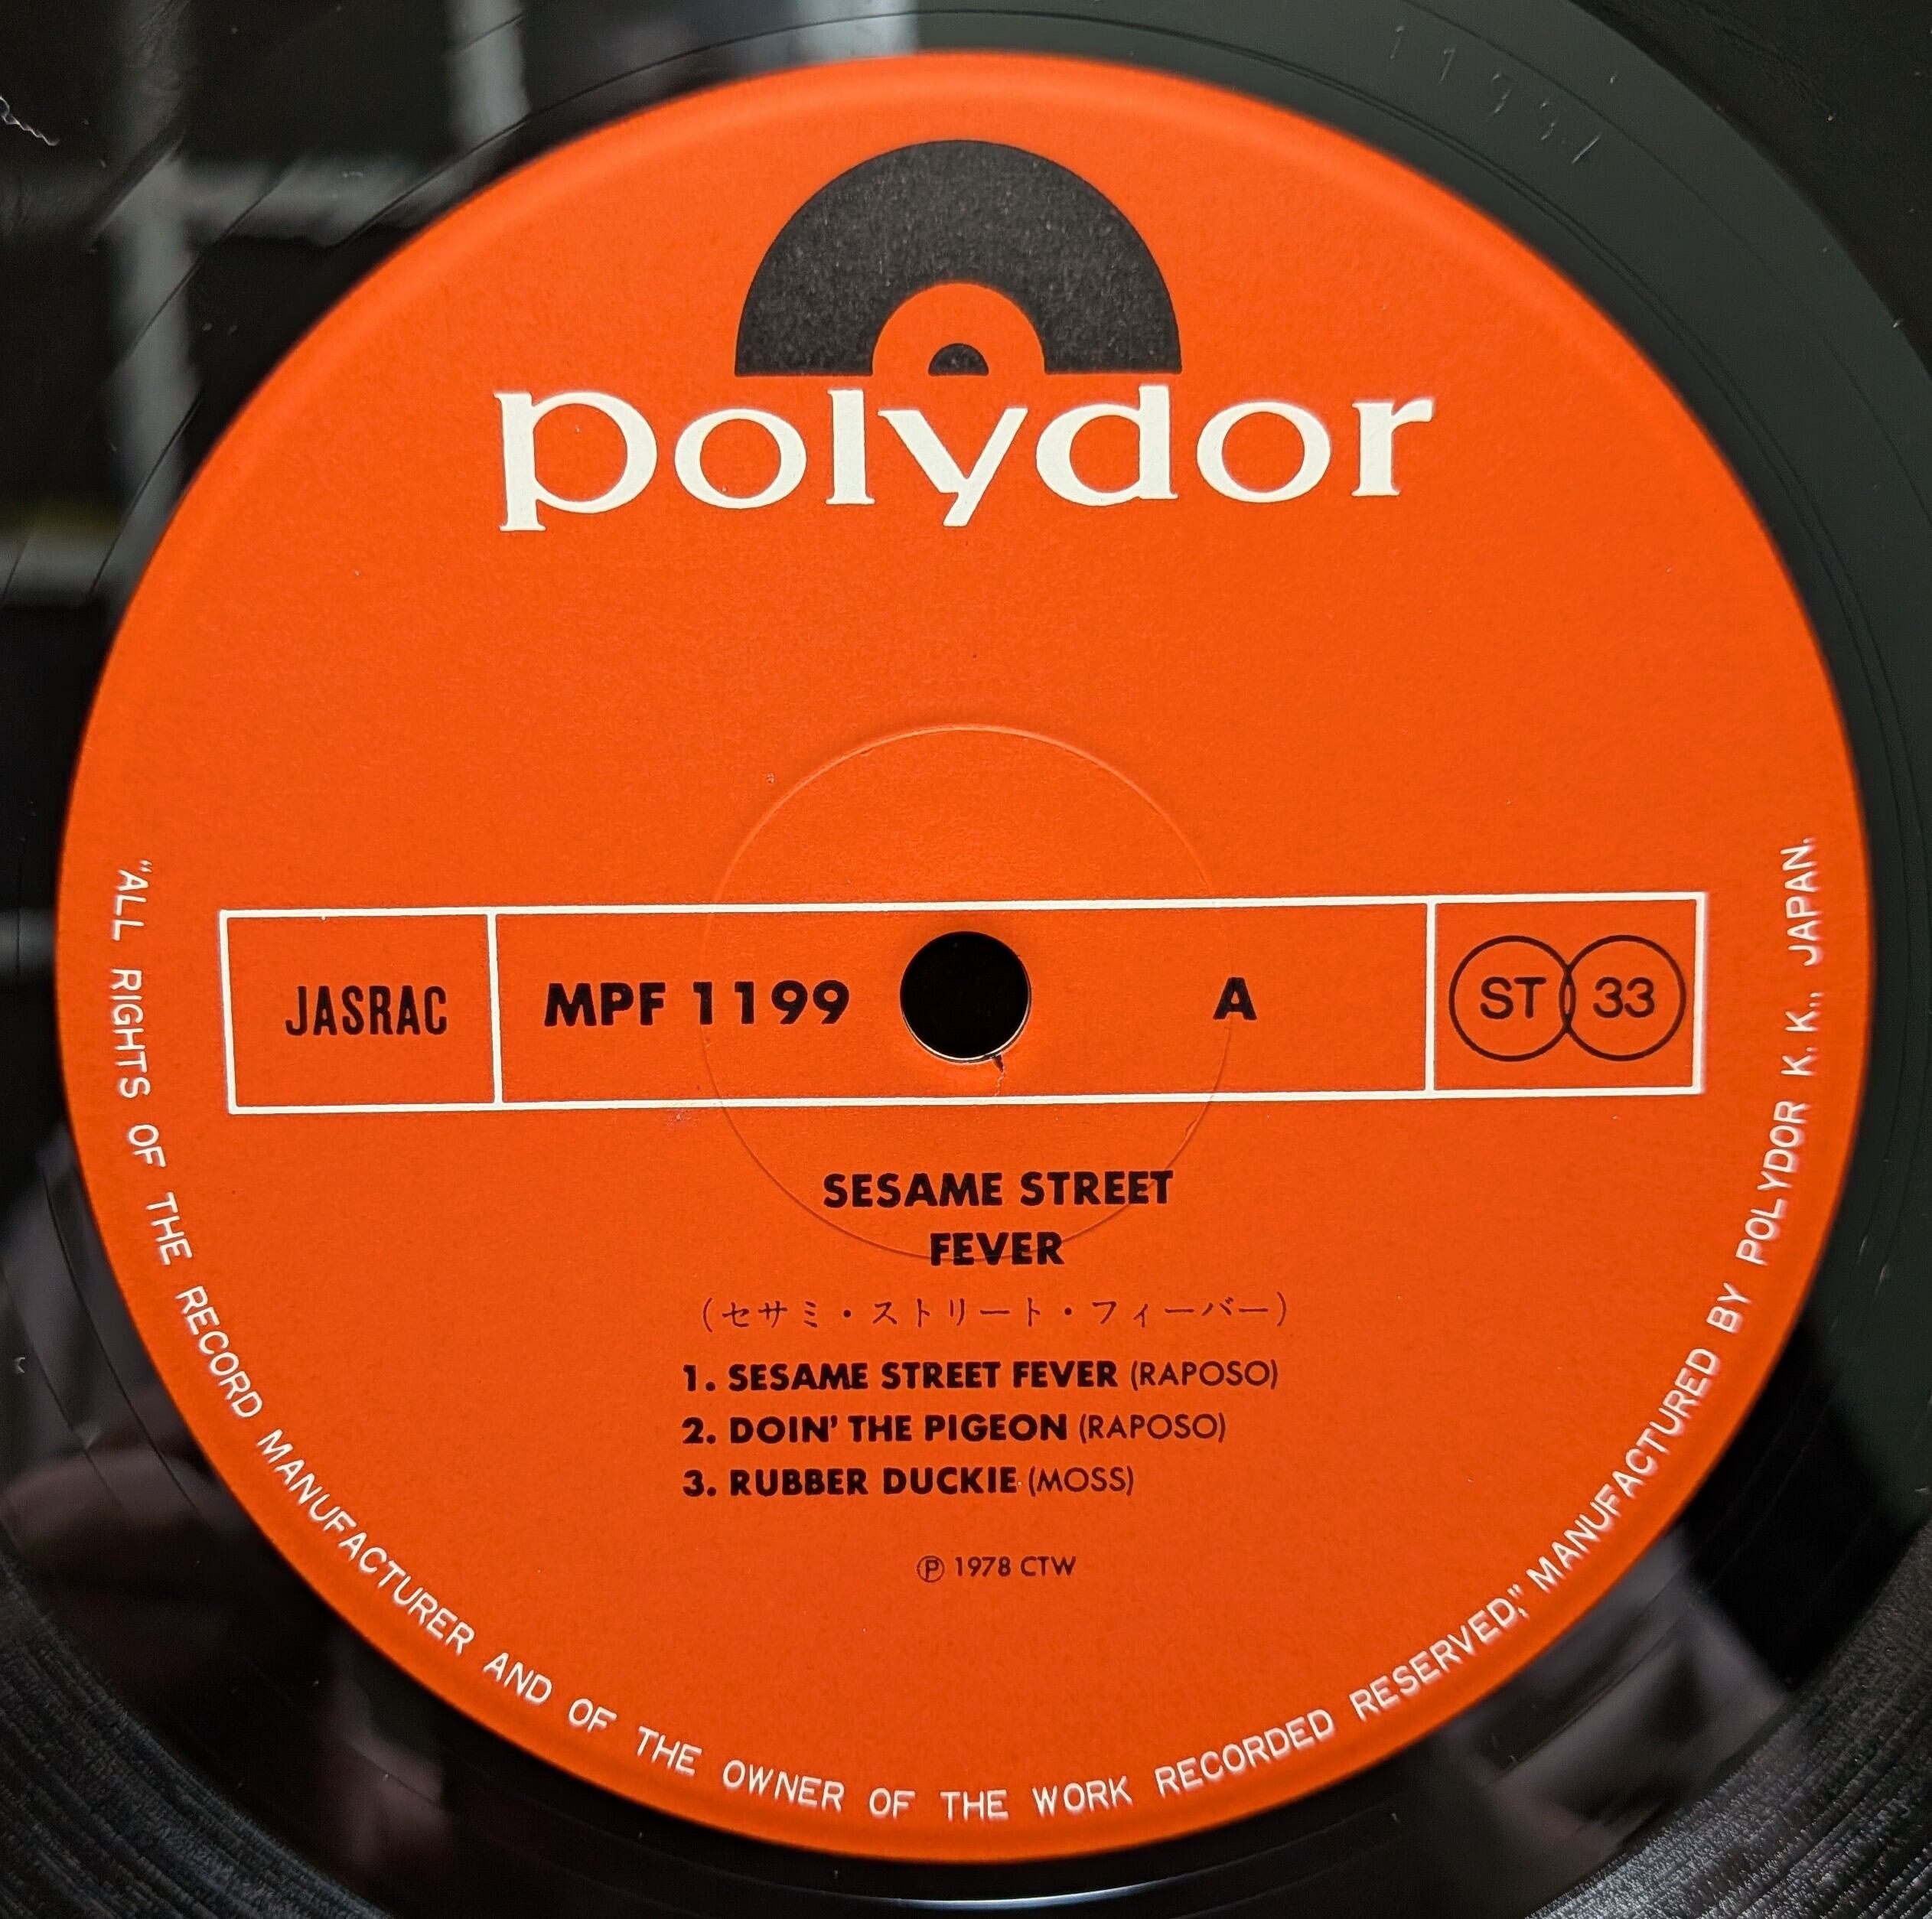 polydor
JASRAC
MPF 1199
A
ST 33
SESAME STREET
FEVER
(セサミ・ストリート・フィーバー)
1. SESAME STREET FEVER (RAPOSO)
2. DOIN' THE PIGEON (RAPOSO)
3. RUBBER DUCKIE (MOSS)
Ⓟ 1978 CTW
"ALL RIGHTS OF THE RECORD MANUFACTURER AND OF THE OWNER OF THE WORK RECORDED RESERVED," MANUFACTURED BY POLYDOR K. K., JAPAN.